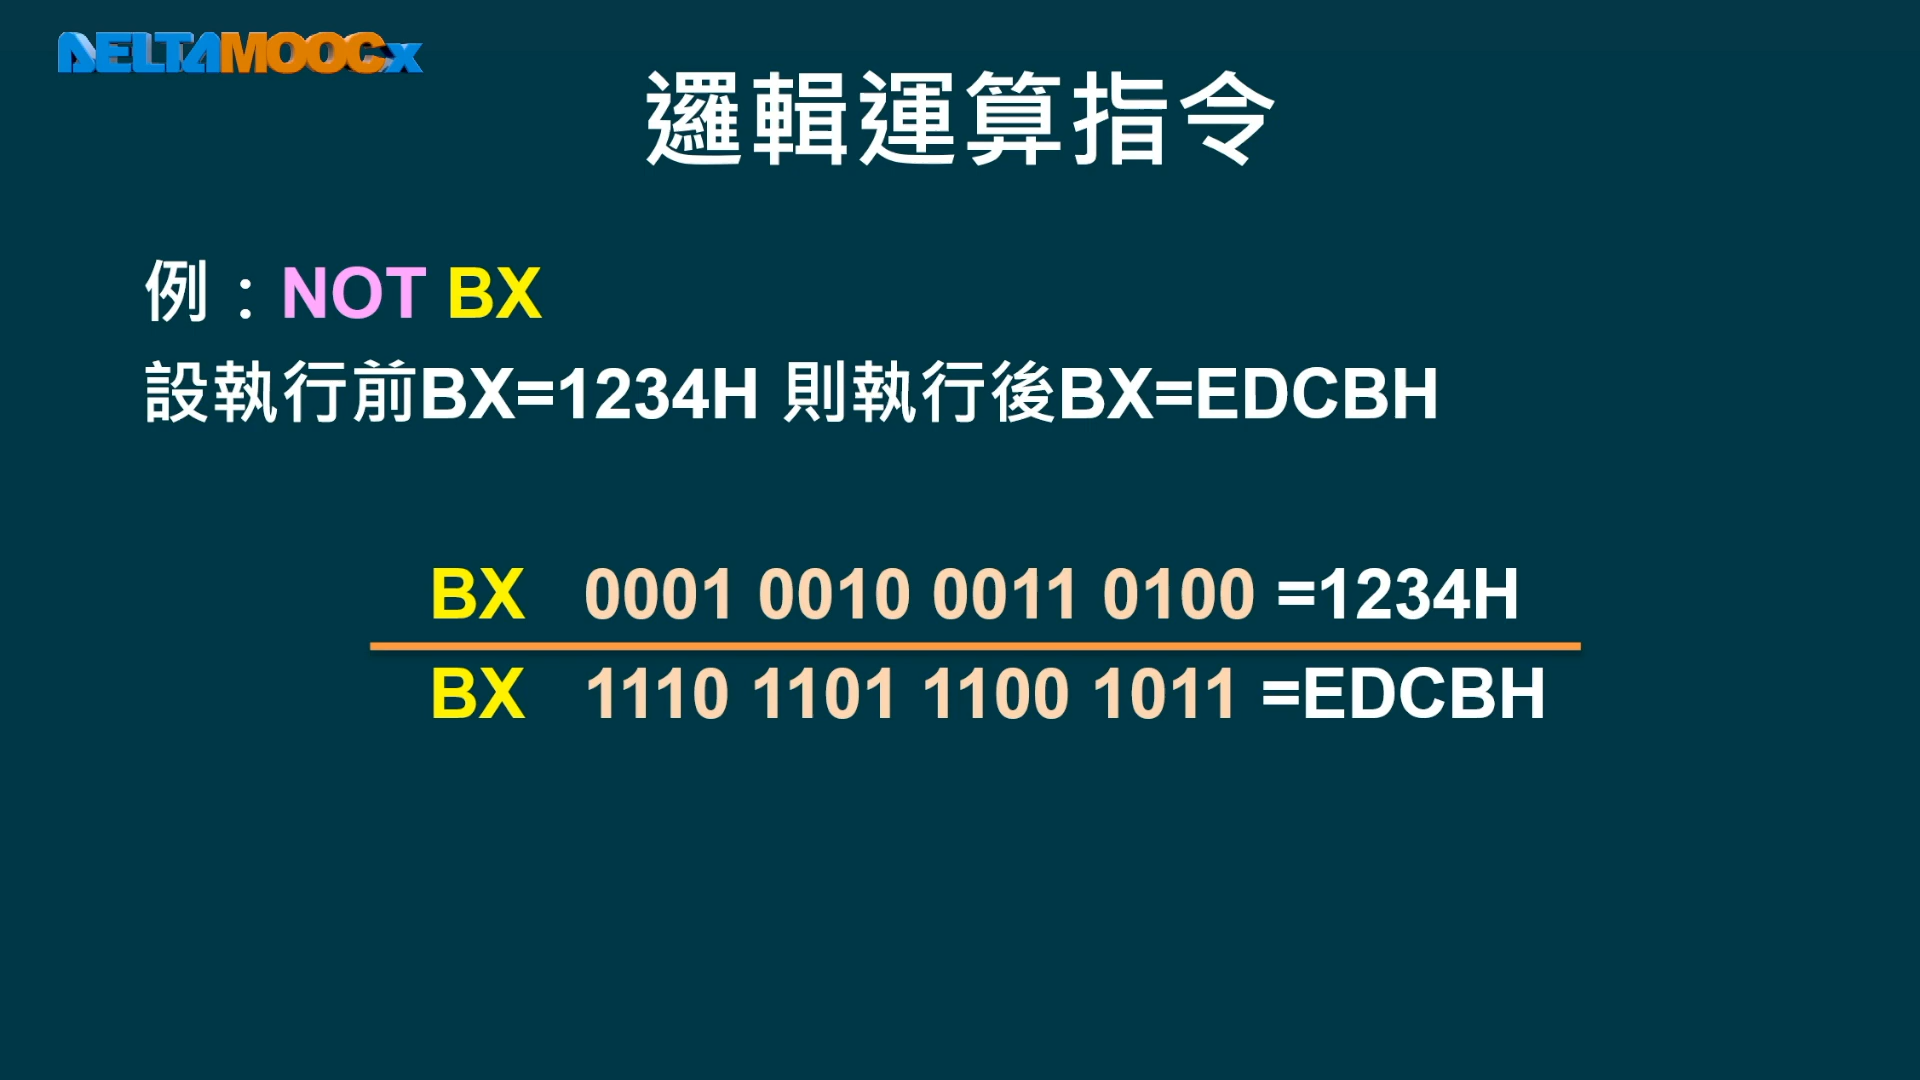 DELTAMOOCx
邏輯運算指令
例：NOT BX
設執行前BX=1234H 則執行後BX=EDCBH
BX 0001 0010 0011 0100 =1234H
BX 1110 1101 1100 1011 =EDCBH